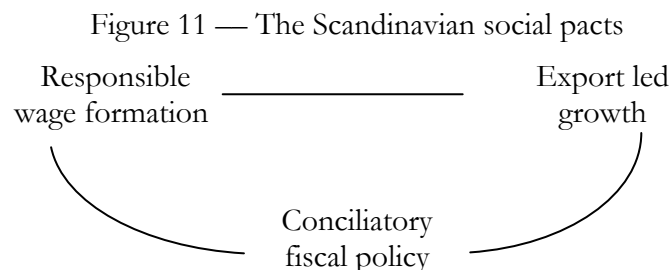 Figure 11 — The Scandinavian social pacts
Responsible
wage formation
Export led
growth
Conciliatory
fiscal policy